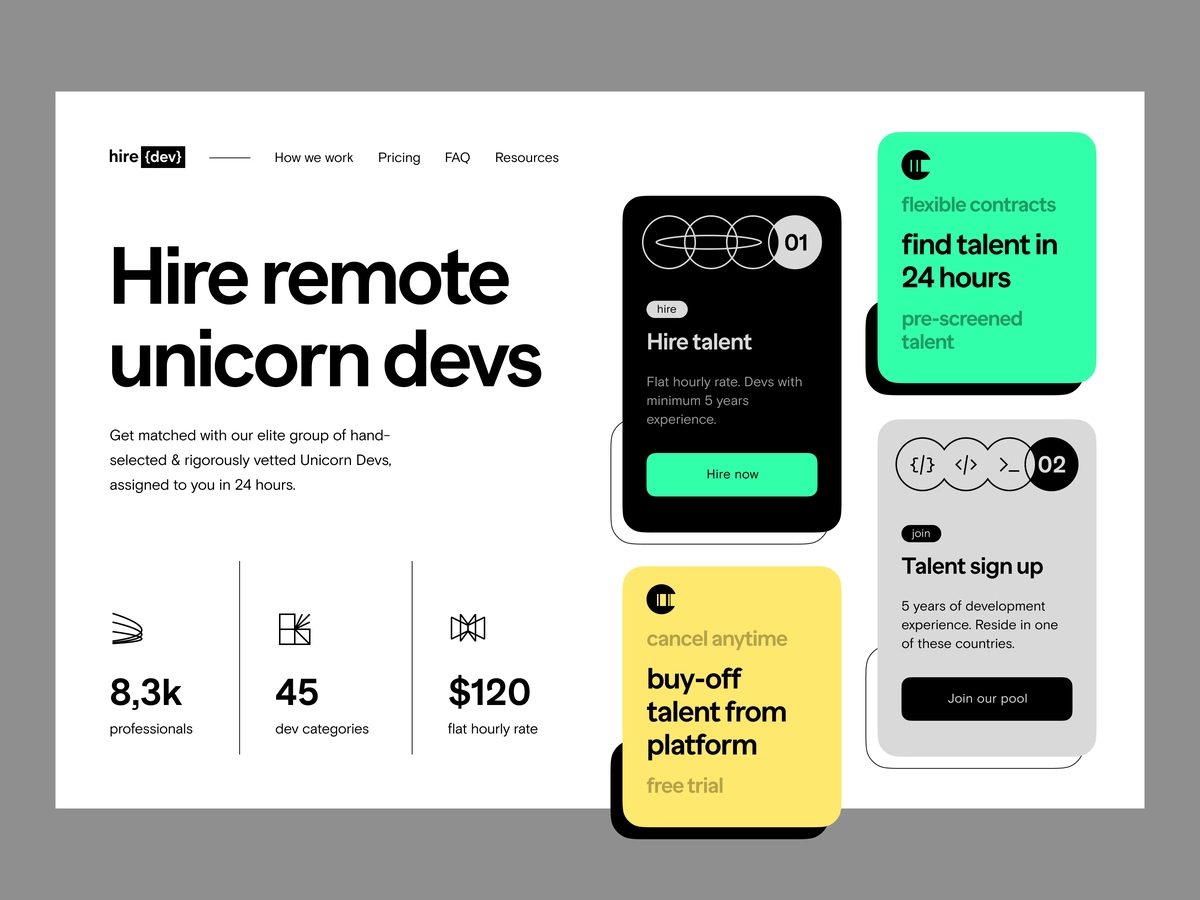 hire {dev}
How we work
Pricing
FAQ
Resources
Hire remote
unicorn devs
Get matched with our elite group of hand-
selected & rigorously vetted Unicorn Devs,
assigned to you in 24 hours.
8,3k
professionals
45
dev categories
$120
flat hourly rate
01
hire
Hire talent
Flat hourly rate. Devs with
minimum 5 years
experience.
Hire now
cancel anytime
buy-off
talent from
platform
free trial
flexible contracts
find talent in
24 hours
pre-screened
talent
{/} </> >_ 02
join
Talent sign up
5 years of development
experience. Reside in one
of these countries.
Join our pool